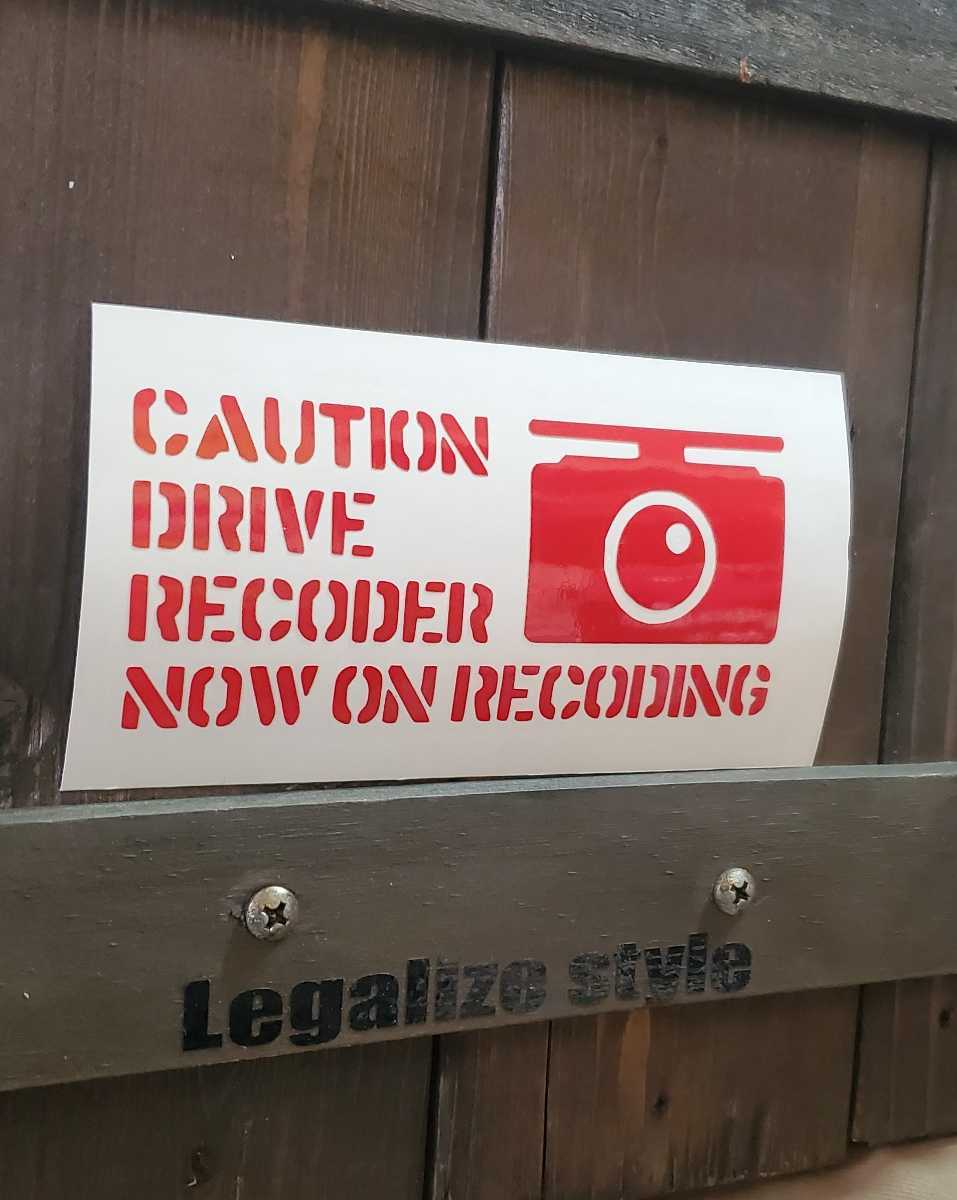 CAUTION
DRIVE
RECODER
NOW ON RECODING
Legalize style